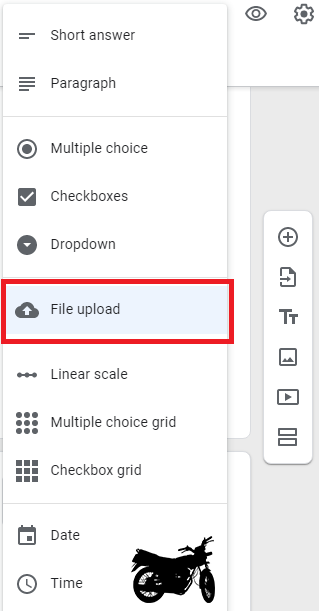 Short answer
Paragraph
Multiple choice
Checkboxes
Dropdown
File upload
Linear scale
Multiple choice grid
Checkbox grid
Date
Time